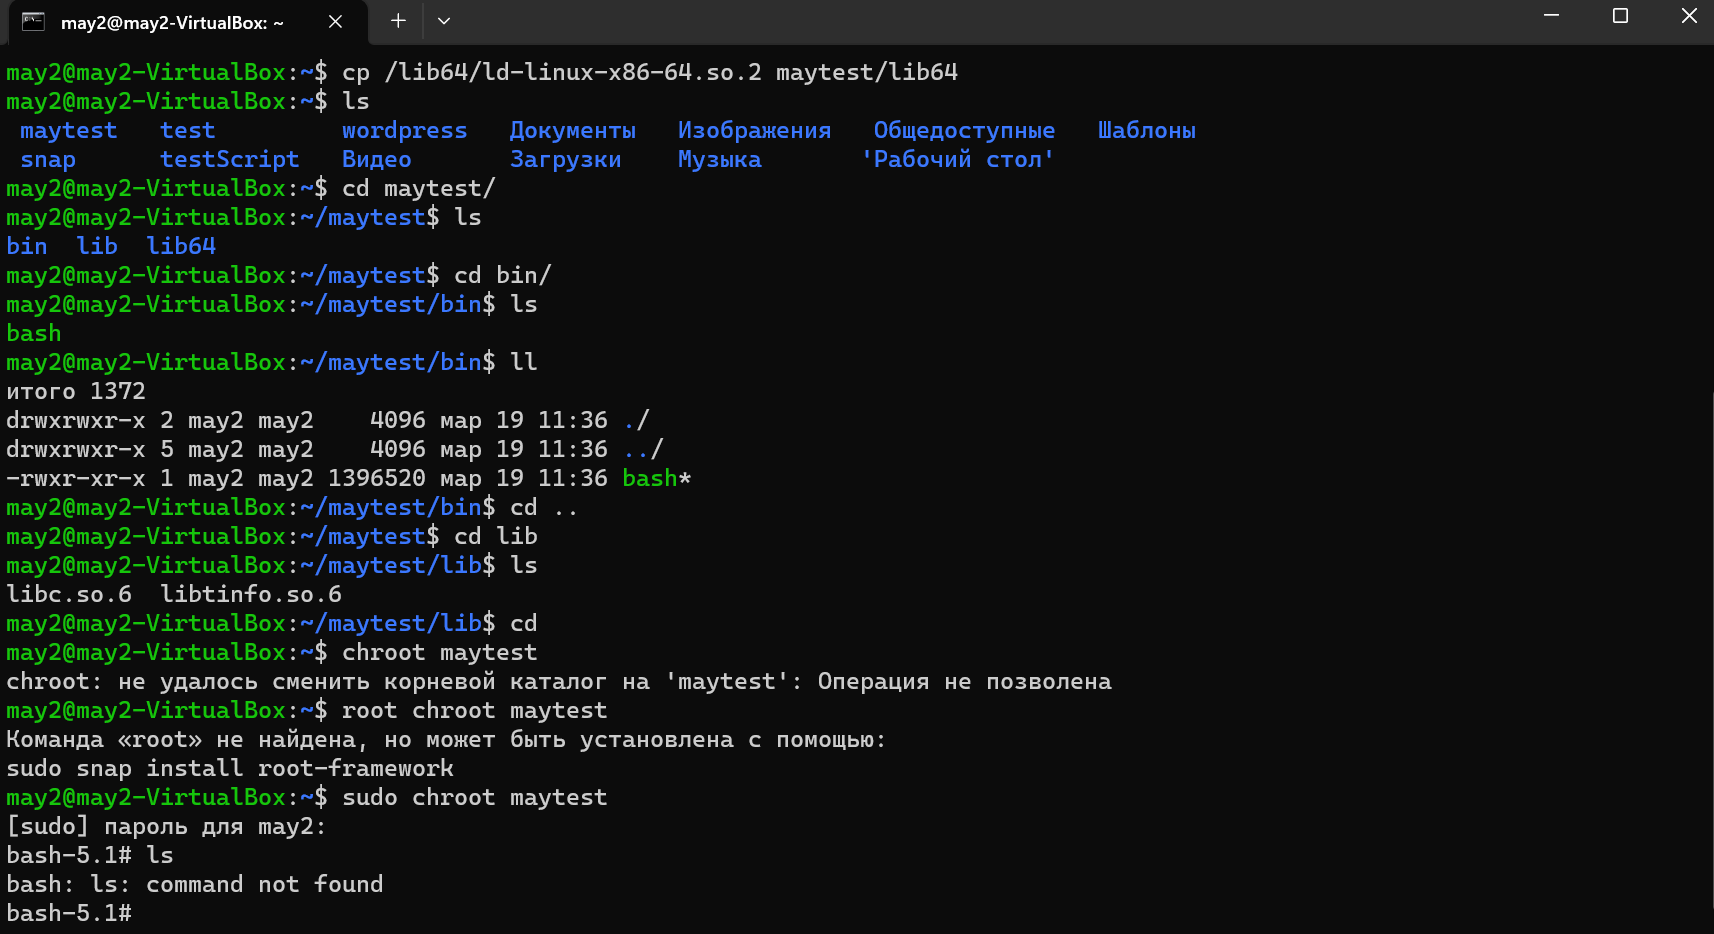 may2@may2-VirtualBox: ~
may2@may2-VirtualBox:~$ cp /lib64/ld-linux-x86-64.so.2 maytest/lib64
may2@may2-VirtualBox:~$ ls
maytest test wordpress Документы Изображения Общедоступные Шаблоны
snap testScript Видео Загрузки Музыка 'Рабочий стол'
may2@may2-VirtualBox:~$ cd maytest/
may2@may2-VirtualBox:~/maytest$ ls
bin lib lib64
may2@may2-VirtualBox:~/maytest$ cd bin/
may2@may2-VirtualBox:~/maytest/bin$ ls
bash
may2@may2-VirtualBox:~/maytest/bin$ ll
итого 1372
drwxrwxr-x 2 may2 may2 4096 мар 19 11:36 ./
drwxrwxr-x 5 may2 may2 4096 мар 19 11:36 ../
-rwxr-xr-x 1 may2 may2 1396520 мар 19 11:36 bash*
may2@may2-VirtualBox:~/maytest/bin$ cd ..
may2@may2-VirtualBox:~/maytest$ cd lib
may2@may2-VirtualBox:~/maytest/lib$ ls
libc.so.6 libtinfo.so.6
may2@may2-VirtualBox:~/maytest/lib$ cd
may2@may2-VirtualBox:~$ chroot maytest
chroot: не удалось сменить корневой каталог на 'maytest': Операция не позволена
may2@may2-VirtualBox:~$ root chroot maytest
Команда «root» не найдена, но может быть установлена с помощью:
sudo snap install root-framework
may2@may2-VirtualBox:~$ sudo chroot maytest
[sudo] пароль для may2:
bash-5.1# ls
bash: ls: command not found
bash-5.1#